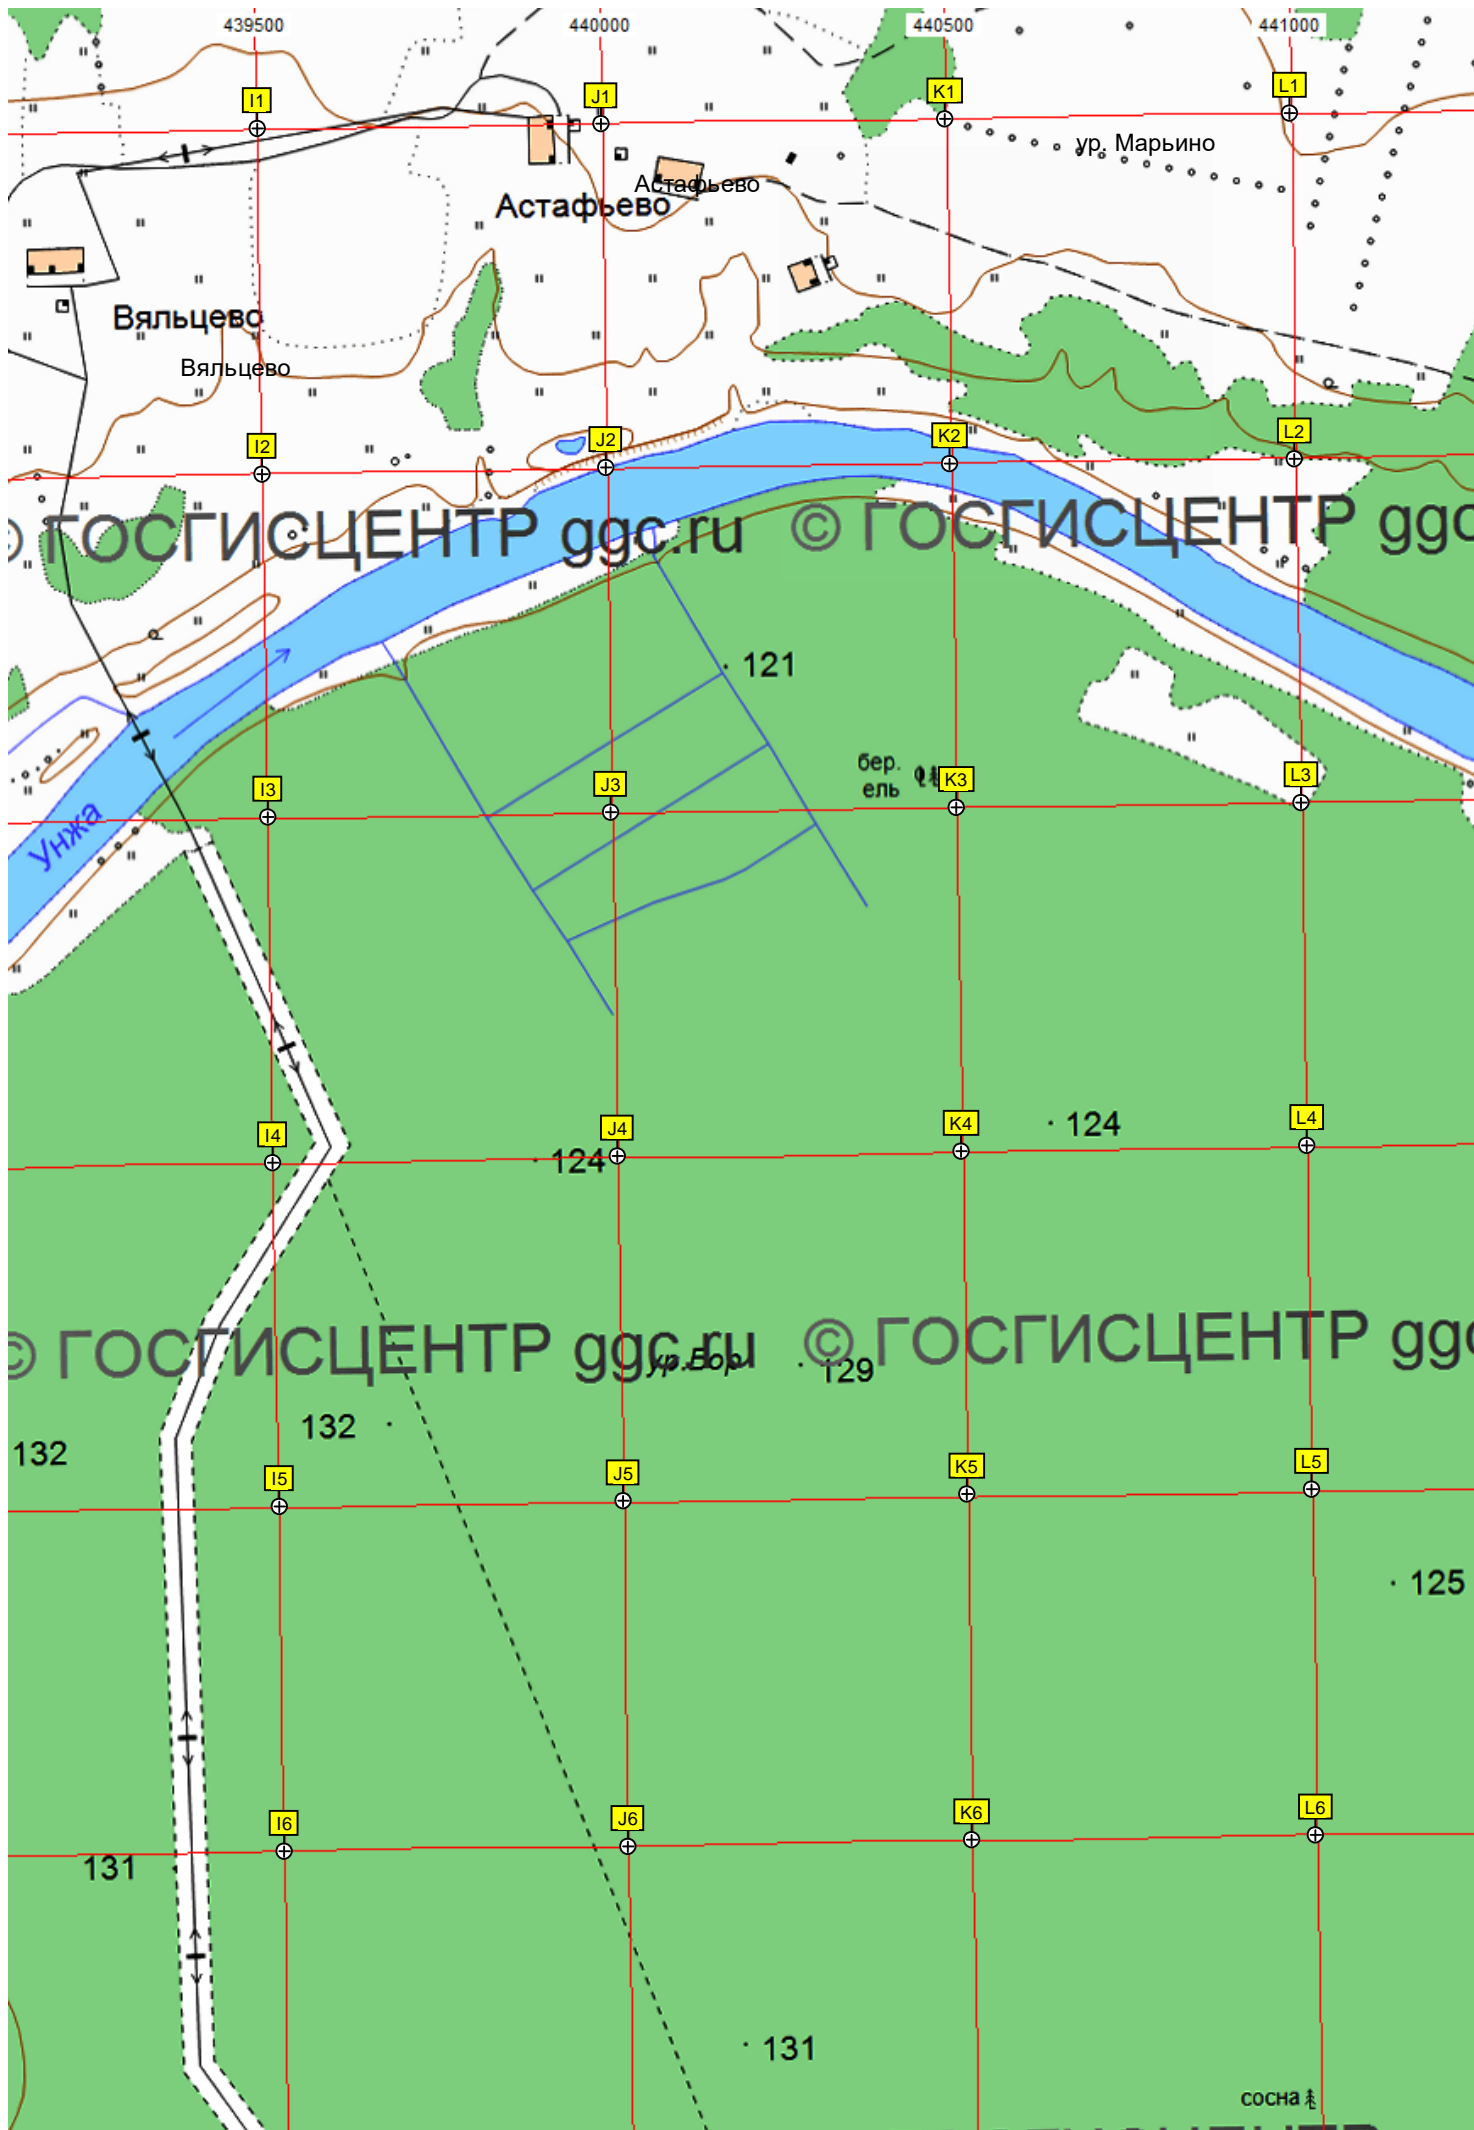 439500 440000 440500 441000
I1 J1 K1 L1
ур. Марьино
Астафьево
Астафьево
Вяльцево
Вяльцево
I2 J2 K2 L2
© ГОСГИСЦЕНТР ggc.ru © ГОСГИСЦЕНТР ggc
121
бер.
ель
I3 J3 K3 L3
Унжа
I4 J4 K4 L4
124
124
© ГОСГИСЦЕНТР ggc.ru © ГОСГИСЦЕНТР ggc
ур.Бор
129
132
132
I5 J5 K5 L5
125
I6 J6 K6 L6
131
131
сосна